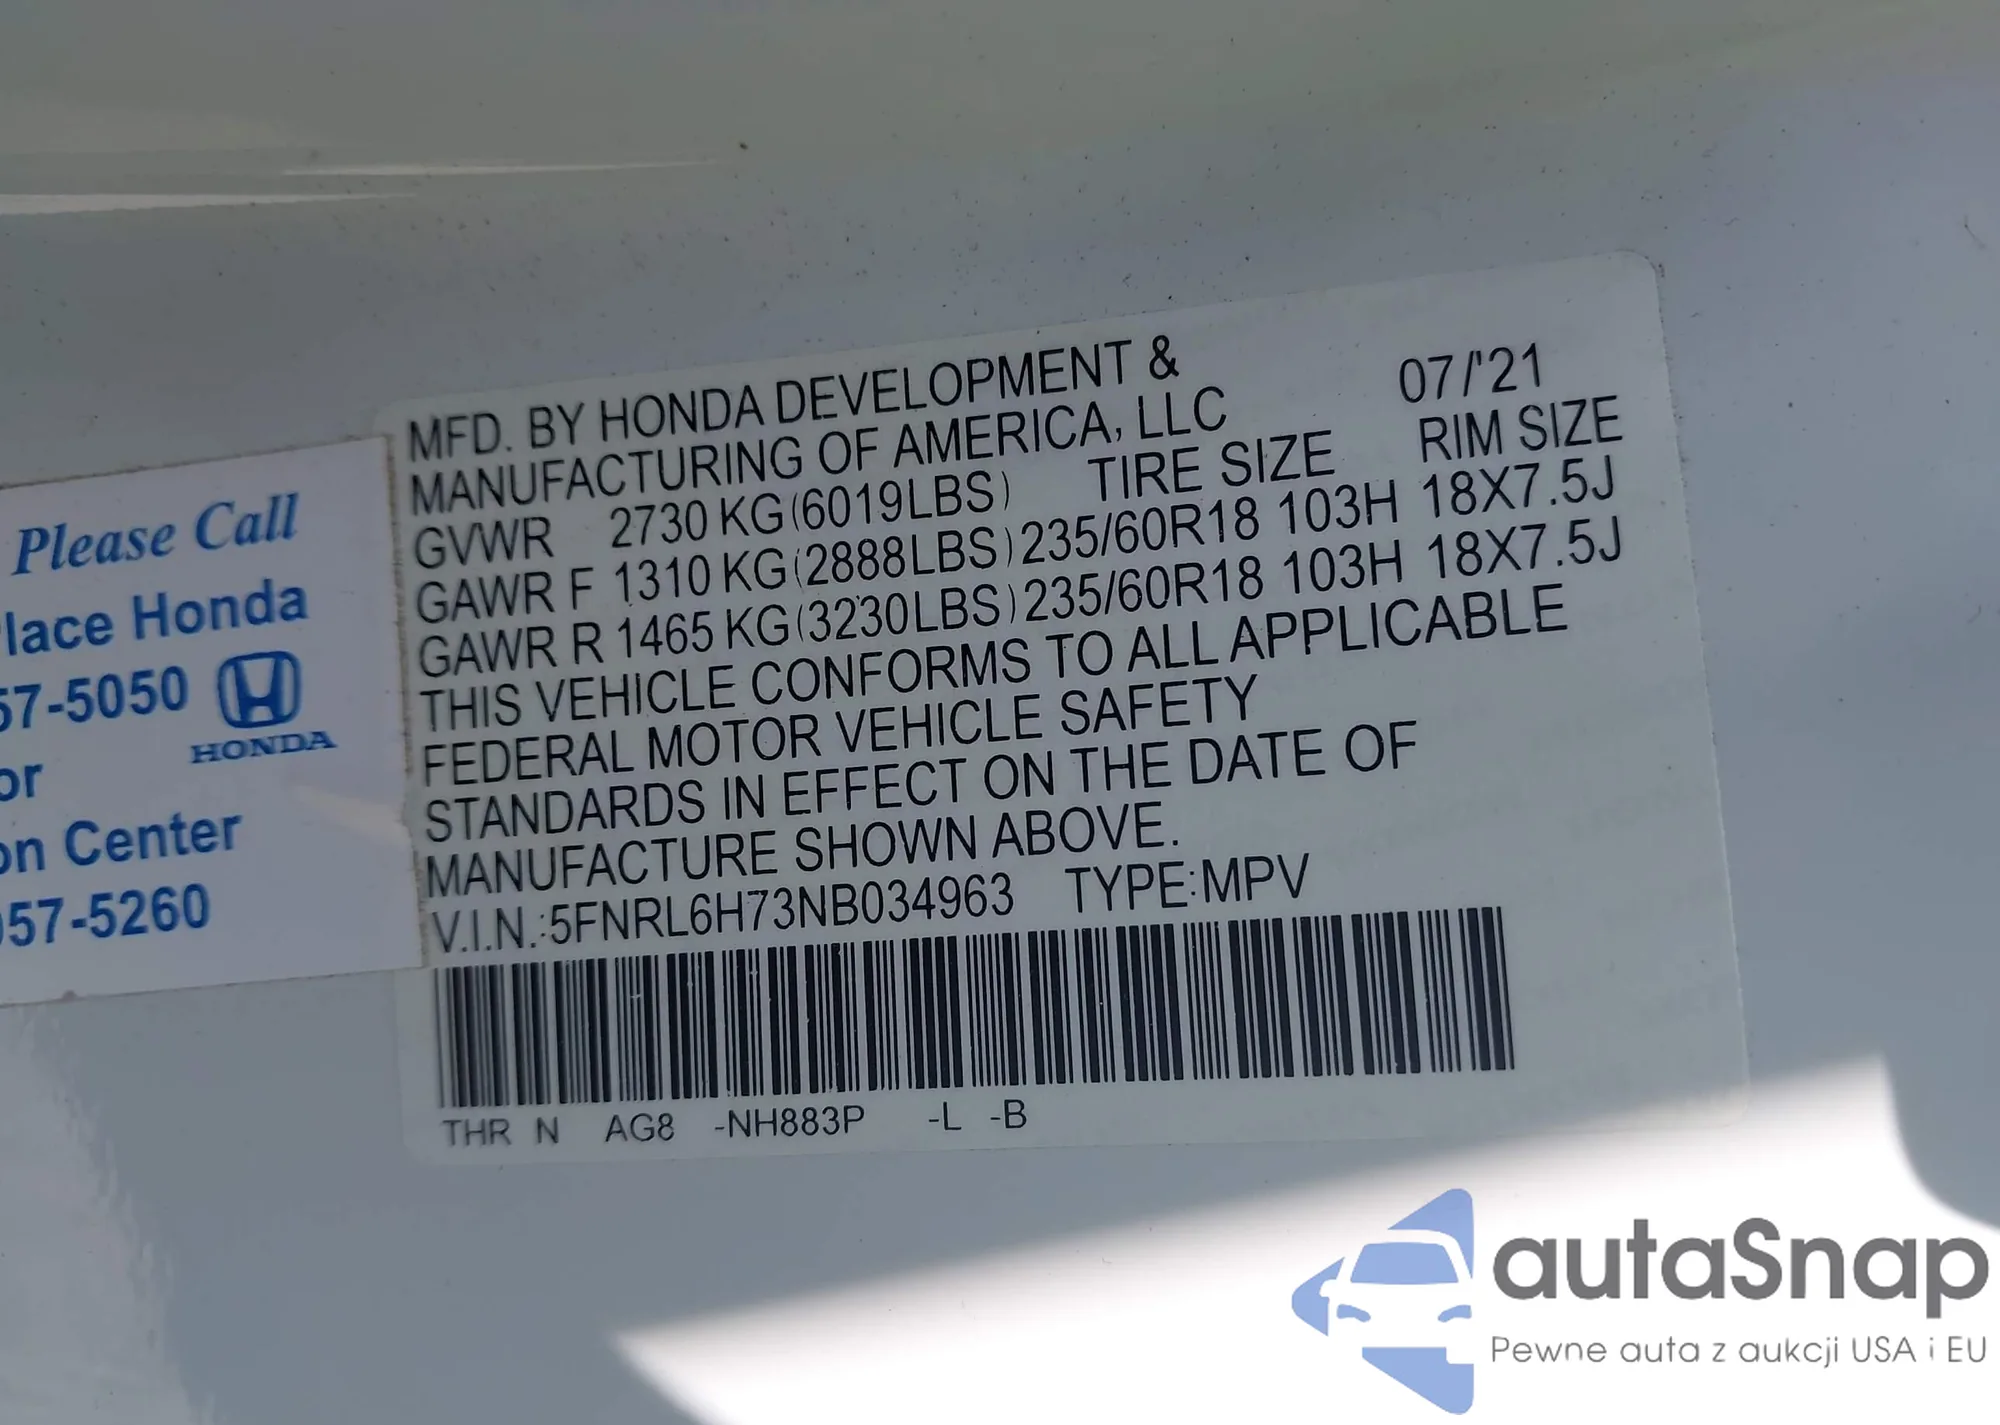 MFD. BY HONDA DEVELOPMENT & 07/'21
MANUFACTURING OF AMERICA, LLC
GVWR 2730 KG (6019LBS) TIRE SIZE RIM SIZE
GAWR F 1310 KG (2888LBS) 235/60R18 103H 18X7.5J
GAWR R 1465 KG (3230LBS) 235/60R18 103H 18X7.5J
THIS VEHICLE CONFORMS TO ALL APPLICABLE
FEDERAL MOTOR VEHICLE SAFETY
STANDARDS IN EFFECT ON THE DATE OF
MANUFACTURE SHOWN ABOVE.
V.I.N.:5FNRL6H73NB034963 TYPE:MPV
THR N AG8 -NH883P -L -B
Please Call
lace Honda
57-5050
HONDA
or
on Center
957-5260
autaSnap
Pewne auta z aukcji USA i EU